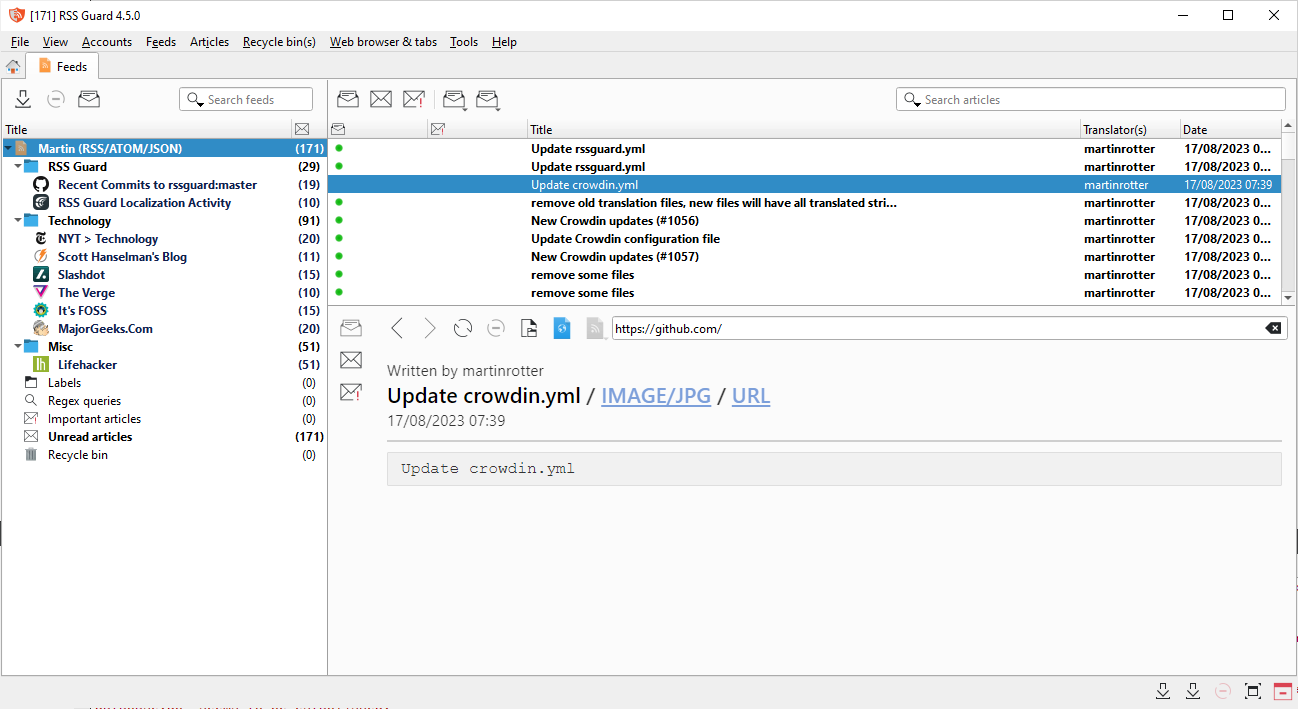 [171] RSS Guard 4.5.0
File View Accounts Feeds Articles Recycle bin(s) Web browser & tabs Tools Help
Feeds
Search feeds
Search articles
Title
Title Translator(s) Date
Martin (RSS/ATOM/JSON) (171)
RSS Guard (29)
Recent Commits to rssguard:master (19)
RSS Guard Localization Activity (10)
Technology (91)
NYT > Technology (20)
Scott Hanselman's Blog (11)
Slashdot (15)
The Verge (10)
It's FOSS (15)
MajorGeeks.Com (20)
Misc (51)
Lifehacker (51)
Labels (0)
Regex queries (0)
Important articles (0)
Unread articles (171)
Recycle bin (0)
Update rssguard.yml martinrotter 17/08/2023 0...
Update rssguard.yml martinrotter 17/08/2023 0...
Update crowdin.yml martinrotter 17/08/2023 07:39
remove old translation files, new files will have all translated stri... martinrotter 17/08/2023 0...
New Crowdin updates (#1056) martinrotter 17/08/2023 0...
Update Crowdin configuration file martinrotter 17/08/2023 0...
New Crowdin updates (#1057) martinrotter 17/08/2023 0...
remove some files martinrotter 17/08/2023 0...
remove some files martinrotter 17/08/2023 0...
https://github.com/
Written by martinrotter
Update crowdin.yml / IMAGE/JPG / URL
17/08/2023 07:39
Update crowdin.yml